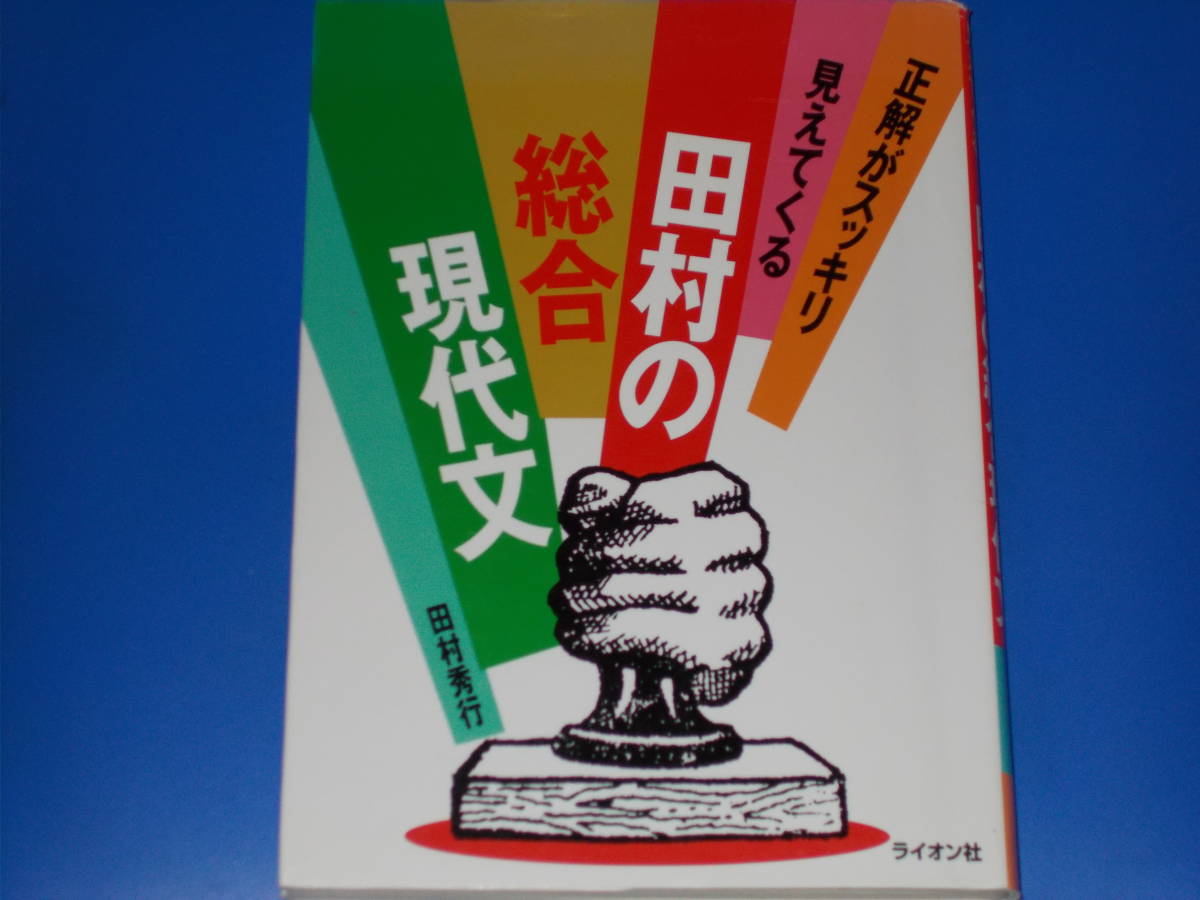 正解がスッキリ
見えてくる
田村の
総合
現代文
田村秀行
ライオン社